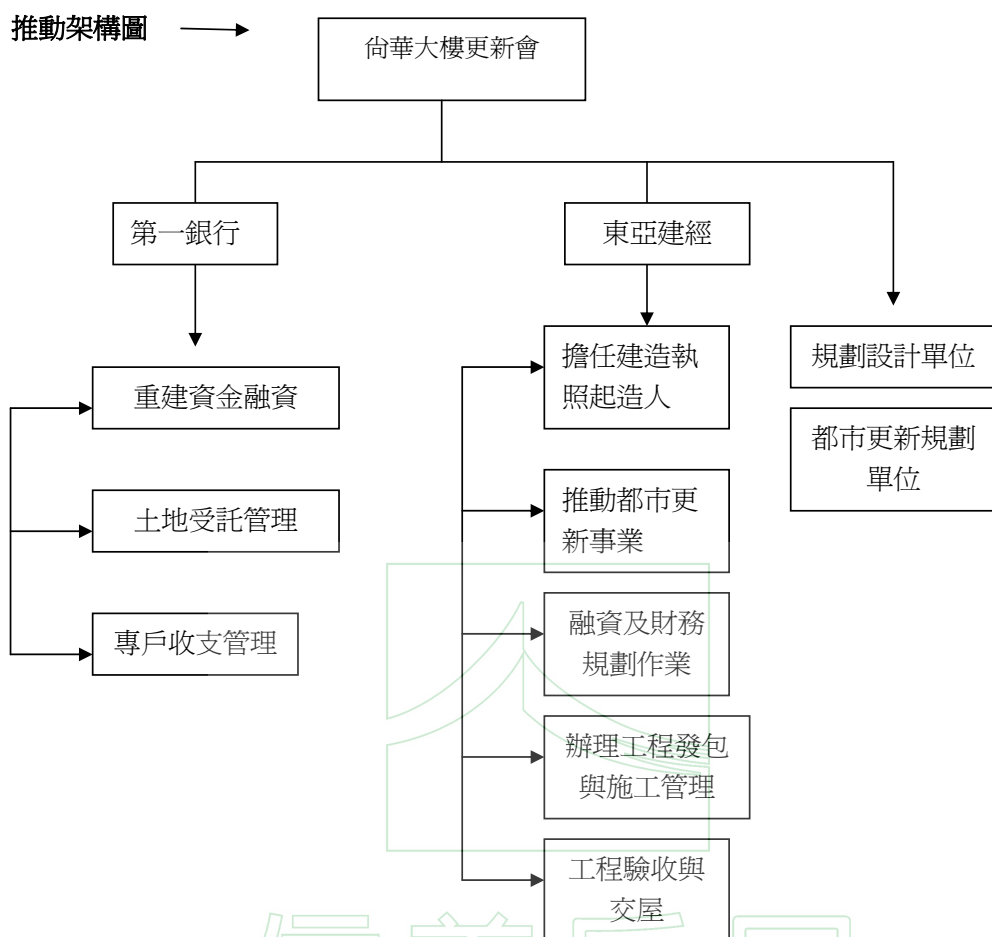 推動架構圖
尙華大樓更新會
第一銀行
東亞建經
重建資金融資
土地受託管理
專戶收支管理
擔任建造執
照起造人
推動都市更
新事業
融資及財務
規劃作業
辦理工程發包
與施工管理
工程驗收與
交屋
規劃設計單位
都市更新規劃
單位